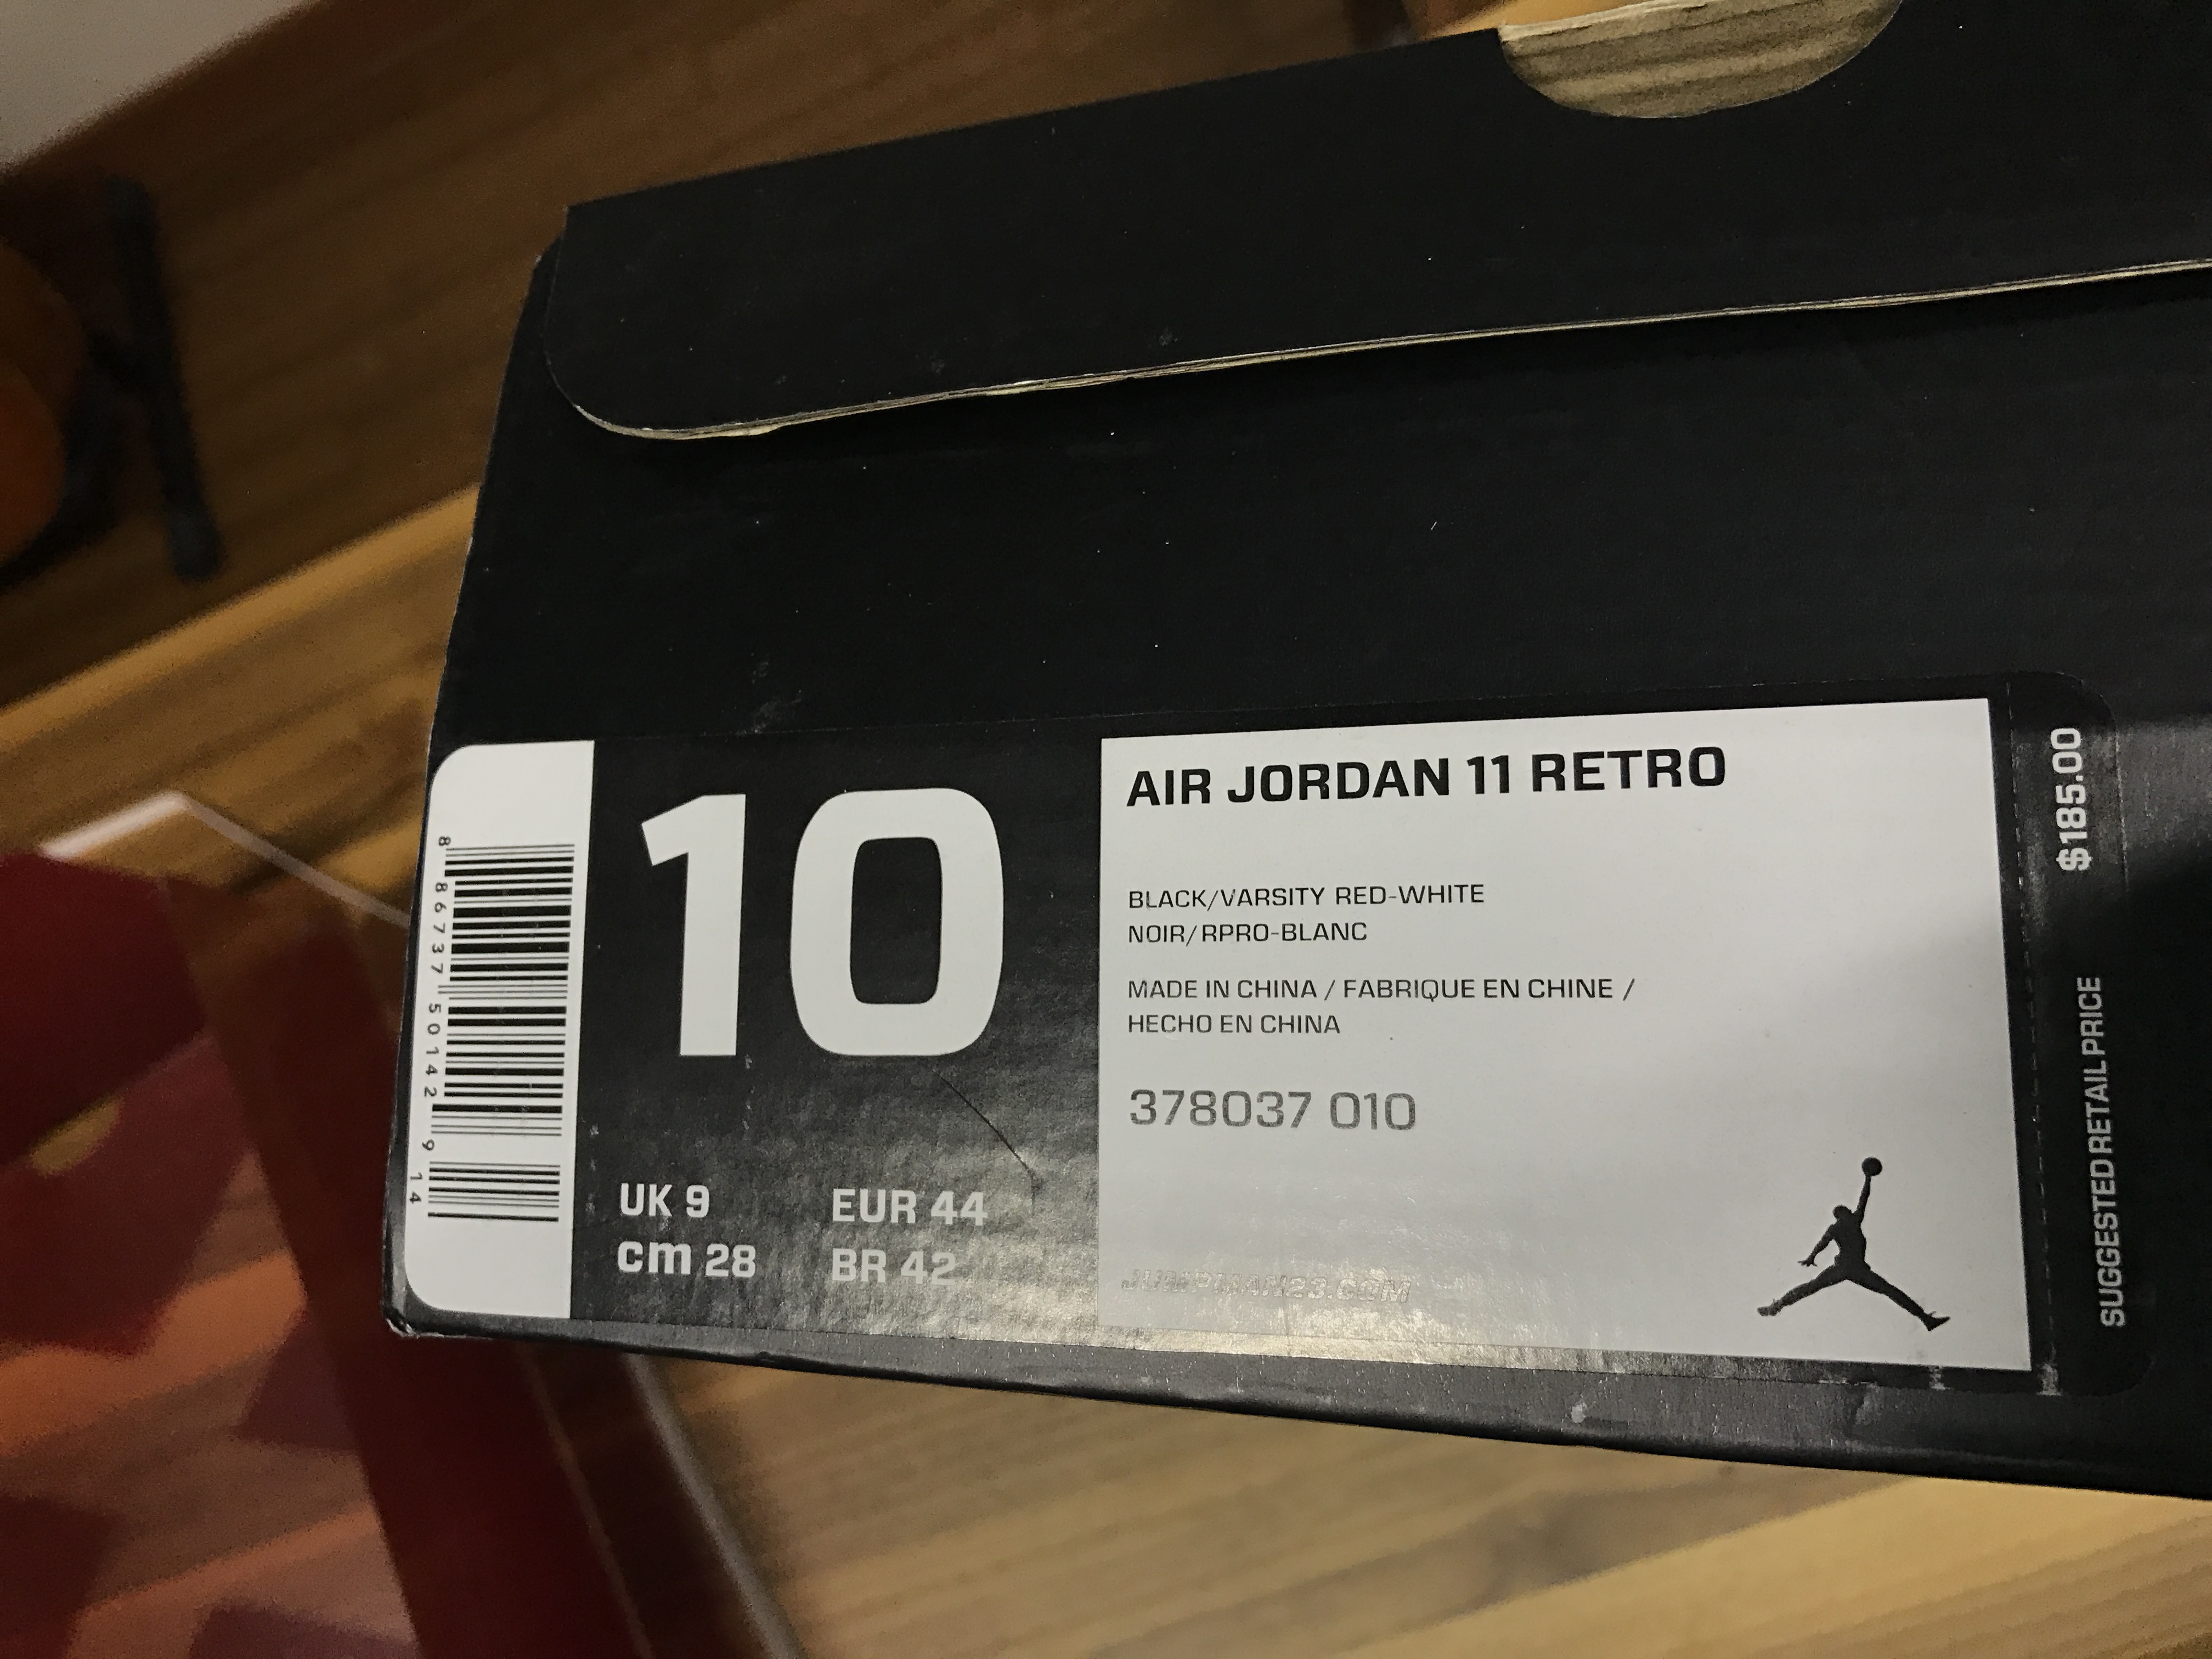 8 86737 50142 9 14
10
UK 9 EUR 44
cm 28 BR 42
AIR JORDAN 11 RETRO
BLACK/VARSITY RED-WHITE
NOIR/RPRO-BLANC
MADE IN CHINA / FABRIQUE EN CHINE /
HECHO EN CHINA
378037 010
JUMPMAN23.COM
SUGGESTED RETAIL PRICE $185.00